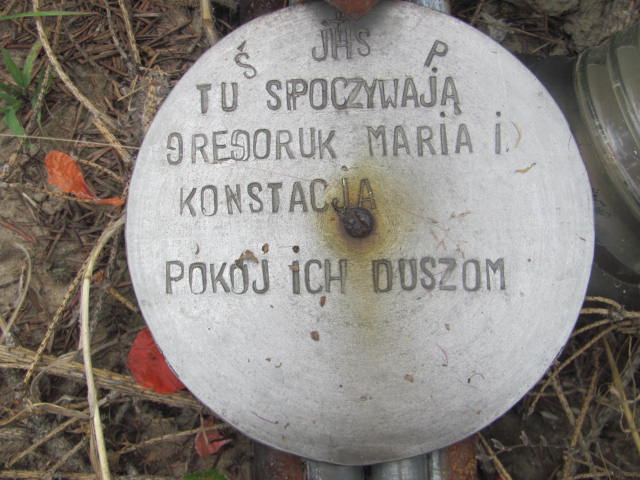 Ś JHS P
TU SPOCZYWAJĄ
GREGORUK MARIA I
KONSTACJA
POKÓJ ICH DUSZOM